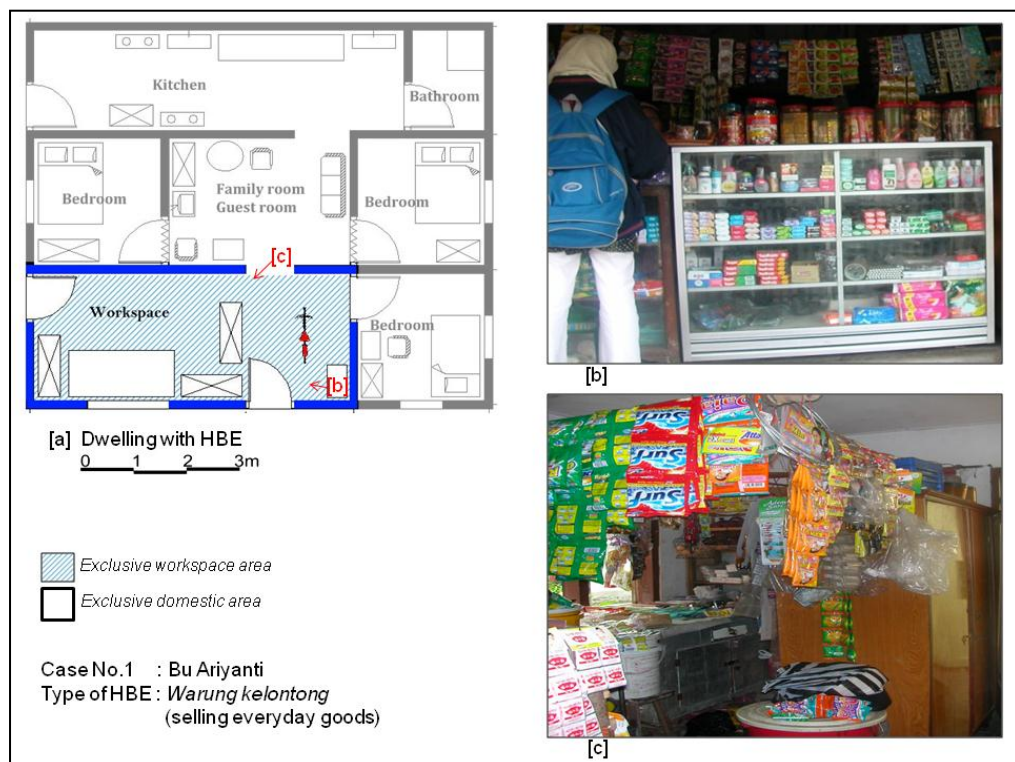 Kitchen
Bathroom
Bedroom
Family room
Guest room
Bedroom
[c]
Workspace
Bedroom
[b]
[a] Dwelling with HBE
0 1 2 3m
Exclusive workspace area
Exclusive domestic area
Case No.1 : Bu Ariyanti
Type of HBE : Warung kelontong
(selling everyday goods)
[b]
Surf
Surf
Surf
Attack
[c]